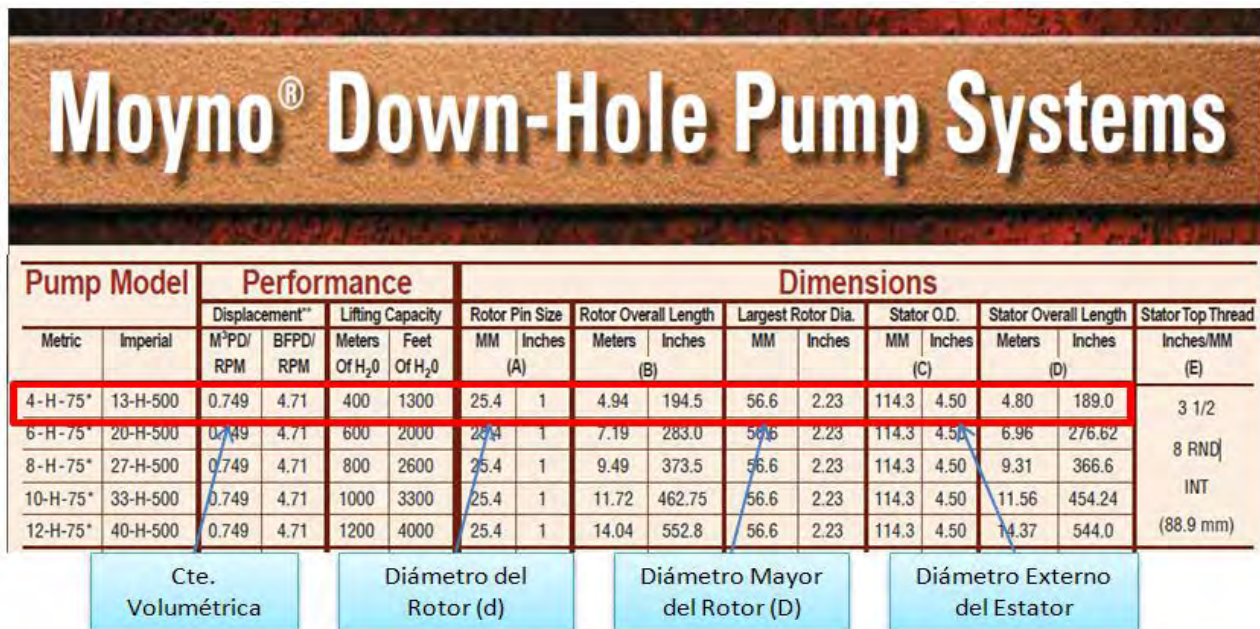 Moyno® Down-Hole Pump Systems
Pump Model Performance Dimensions
Displacement** Lifting Capacity Rotor Pin Size Rotor Overall Length Largest Rotor Dia. Stator O.D. Stator Overall Length Stator Top Thread
Metric Imperial M³PD/ BFPD/ Meters Feet MM Inches Meters Inches MM Inches MM Inches Meters Inches Inches/MM
RPM RPM Of H₂0 Of H₂0 (A) (B) (C) (D) (E)
4-H-75* 13-H-500 0.749 4.71 400 1300 25.4 1 4.94 194.5 56.6 2.23 114.3 4.50 4.80 189.0 3 1/2
6-H-75* 20-H-500 0.749 4.71 600 2000 25.4 1 7.19 283.0 56.6 2.23 114.3 4.50 6.96 276.62
8 RND
8-H-75* 27-H-500 0.749 4.71 800 2600 25.4 1 9.49 373.5 56.6 2.23 114.3 4.50 9.31 366.6
10-H-75* 33-H-500 0.749 4.71 1000 3300 25.4 1 11.72 462.75 56.6 2.23 114.3 4.50 11.56 454.24 INT
12-H-75* 40-H-500 0.749 4.71 1200 4000 25.4 1 14.04 552.8 56.6 2.23 114.3 4.50 14.37 544.0 (88.9 mm)
Cte.
Volumétrica
Diámetro del
Rotor (d)
Diámetro Mayor
del Rotor (D)
Diámetro Externo
del Estator